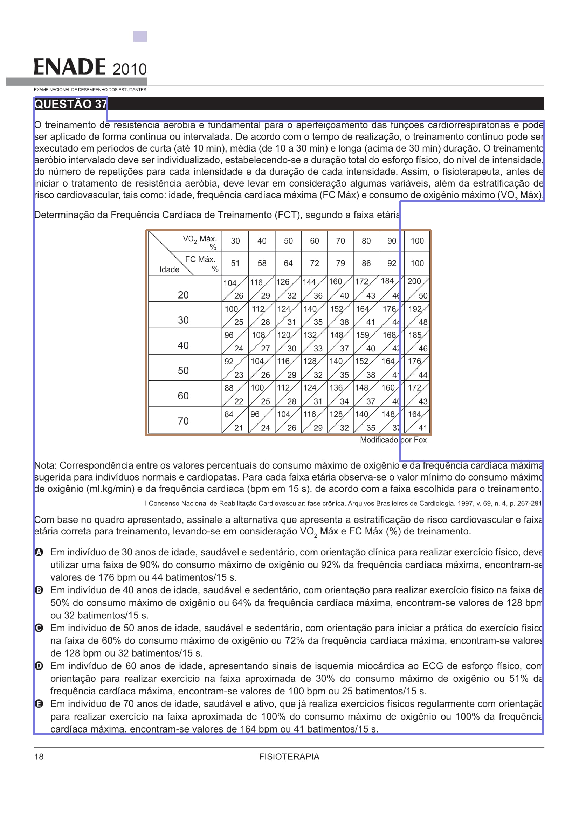 ENADE 2010
EXAME NACIONAL DE DESEMPENHO DOS ESTUDANTES
QUESTÃO 37
O treinamento de resistência aeróbia é fundamental para o aperfeiçoamento das funções cardiorrespiratórias e pode
ser aplicado de forma contínua ou intervalada. De acordo com o tempo de realização, o treinamento contínuo pode ser
executado em períodos de curta (até 10 min), média (de 10 a 30 min) e longa (acima de 30 min) duração. O treinamento
aeróbio intervalado deve ser individualizado, estabelecendo-se a duração total do esforço físico, do nível de intensidade,
do número de repetições para cada intensidade e da duração de cada intensidade. Assim, o fisioterapeuta, antes de
iniciar o tratamento de resistência aeróbia, deve levar em consideração algumas variáveis, além da estratificação de
risco cardiovascular, tais como: idade, frequência cardíaca máxima (FC Máx) e consumo de oxigênio máximo (VO2 Máx).
Determinação da Frequência Cardíaca de Treinamento (FCT), segundo a faixa etária
VO2 Máx. % 30 40 50 60 70 80 90 100
FC Máx. % 51 58 64 72 79 86 92 100
Idade
20 104/26 116/29 126/32 144/36 160/40 172/43 184/46 200/50
30 100/25 112/28 124/31 140/35 152/38 164/41 176/44 192/48
40 96/24 108/27 120/30 132/33 148/37 159/40 168/42 185/46
50 92/23 104/26 116/29 128/32 140/35 152/38 164/41 176/44
60 88/22 100/25 112/28 124/31 136/34 148/37 160/40 172/43
70 84/21 96/24 104/26 116/29 128/32 140/35 148/37 164/41
Modificado por Fox
Nota: Correspondência entre os valores percentuais do consumo máximo de oxigênio e da frequência cardíaca máxima
sugerida para indivíduos normais e cardiopatas. Para cada faixa etária observa-se o valor mínimo do consumo máximo
de oxigênio (ml.kg/min) e da frequência cardíaca (bpm em 15 s), de acordo com a faixa escolhida para o treinamento.
I Consenso Nacional de Reabilitação Cardiovascular: fase crônica. Arquivos Brasileiros de Cardiologia. 1997, v. 69, n. 4, p. 267-291.
Com base no quadro apresentado, assinale a alternativa que apresenta a estratificação de risco cardiovascular e faixa
etária correta para treinamento, levando-se em consideração VO2 Máx e FC Máx (%) de treinamento.
A Em indivíduo de 30 anos de idade, saudável e sedentário, com orientação clínica para realizar exercício físico, deve
utilizar uma faixa de 90% do consumo máximo de oxigênio ou 92% da frequência cardíaca máxima, encontram-se
valores de 176 bpm ou 44 batimentos/15 s.
B Em indivíduo de 40 anos de idade, saudável e sedentário, com orientação para realizar exercício físico na faixa de
50% do consumo máximo de oxigênio ou 64% da frequência cardíaca máxima, encontram-se valores de 128 bpm
ou 32 batimentos/15 s.
C Em indivíduo de 50 anos de idade, saudável e sedentário, com orientação para iniciar a prática do exercício físico
na faixa de 60% do consumo máximo de oxigênio ou 72% da frequência cardíaca máxima, encontram-se valores
de 128 bpm ou 32 batimentos/15 s.
D Em indivíduo de 60 anos de idade, apresentando sinais de isquemia miocárdica ao ECG de esforço físico, com
orientação para realizar exercício na faixa aproximada de 30% do consumo máximo de oxigênio ou 51% da
frequência cardíaca máxima, encontram-se valores de 100 bpm ou 25 batimentos/15 s.
E Em indivíduo de 70 anos de idade, saudável e ativo, que já realiza exercícios físicos regularmente com orientação
para realizar exercício na faixa aproximada de 100% do consumo máximo de oxigênio ou 100% da frequência
cardíaca máxima, encontram-se valores de 164 bpm ou 41 batimentos/15 s.
18
FISIOTERAPIA